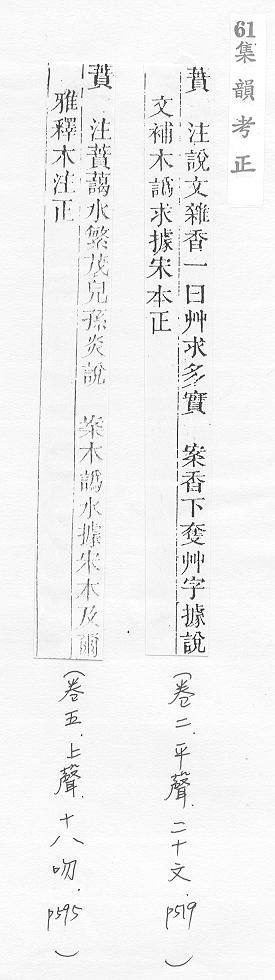 61集韻考正
蕡　注說文雜香一曰艸求多實　案香下奪艸字據說
文補木譌求據宋本正
(卷二.平聲.二十文.p519)
蕡　注蕡藹水繁茂皃孫炎說　案木譌水據宋本及爾
雅釋木注正
(卷五.上聲.十八吻.p595)